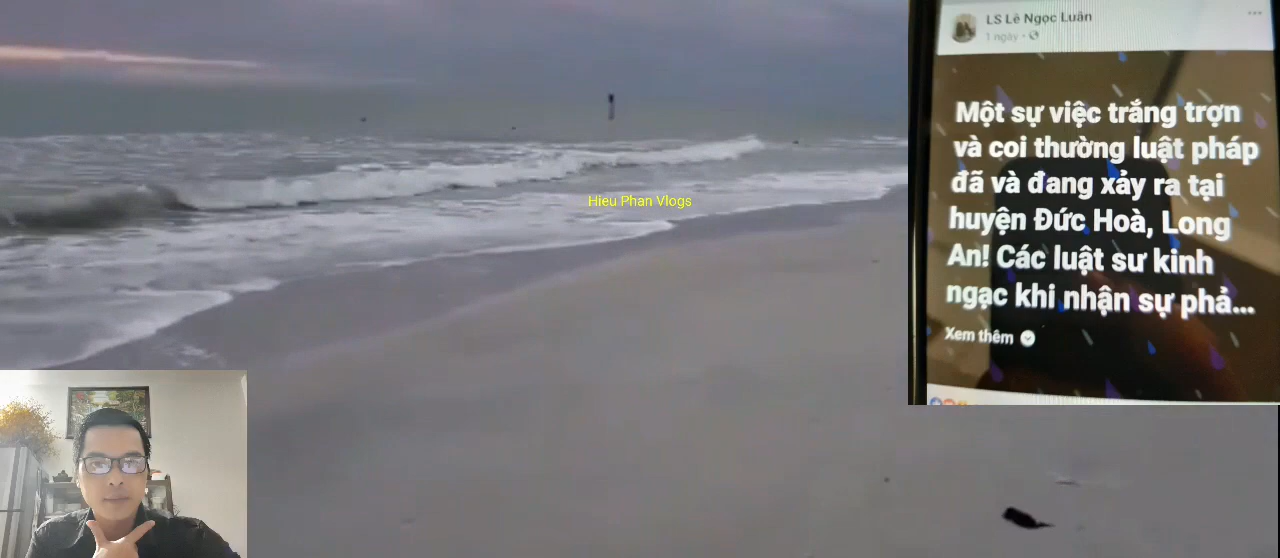 LS Lê Ngọc Luân
1 ngày
Một sự việc trắng trợn
và coi thường luật pháp
đã và đang xảy ra tại
huyện Đức Hoà, Long
An! Các luật sư kinh
ngạc khi nhận sự phả...
Xem thêm
Hieu Phan Vlogs